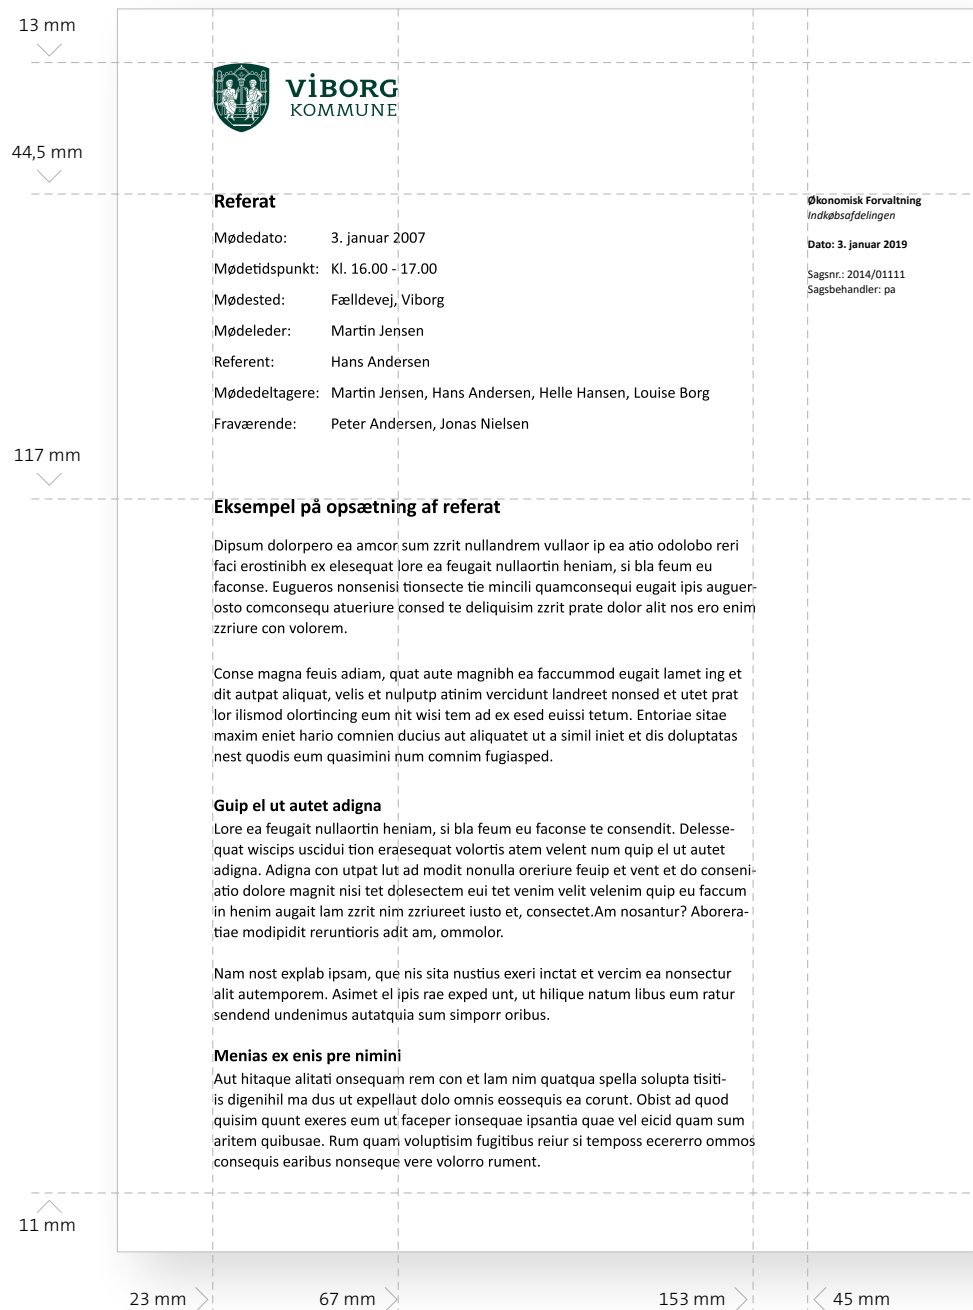 13 mm
VİBORG
KOMMUNE
44,5 mm
Referat
Mødedato: 3. januar 2007
Mødetidspunkt: Kl. 16.00 - 17.00
Mødested: Fælldevej, Viborg
Mødeleder: Martin Jensen
Referent: Hans Andersen
Mødedeltagere: Martin Jensen, Hans Andersen, Helle Hansen, Louise Borg
Fraværende: Peter Andersen, Jonas Nielsen
Økonomisk Forvaltning
Indkøbsafdelingen
Dato: 3. januar 2019
Sagsnr.: 2014/01111
Sagsbehandler: pa
117 mm
Eksempel på opsætning af referat
Dipsum dolorpero ea amcor sum zzrit nullandrem vullaor ip ea atio odolobo reri
faci erostinibh ex elesequat lore ea feugait nullaortin heniam, si bla feum eu
faconse. Eugueros nonsenisi tionsecte tie mincili quamconsequi eugait ipis auguer-
osto comconsequ atueriure consed te deliquisim zzrit prate dolor alit nos ero enim
zzriure con volorem.
Conse magna feuis adiam, quat aute magnibh ea faccummod eugait lamet ing et
dit autpat aliquat, velis et nulputp atinim vercidunt landreet nonsed et utet prat
lor ilismod olortincing eum nit wisi tem ad ex esed euissi tetum. Entoriae sitae
maxim eniet hario comnien ducius aut aliquatet ut a simil iniet et dis doluptatas
nest quodis eum quasimini num comnim fugiasped.
Guip el ut autet adigna
Lore ea feugait nullaortin heniam, si bla feum eu faconse te consendit. Delesse-
quat wiscips uscidui tion eraesequat volortis atem velent num quip el ut autet
adigna. Adigna con utpat lut ad modit nonulla oreriure feuip et vent et do conseni-
atio dolore magnit nisi tet dolesectem eui tet venim velit velenim quip eu faccum
in henim augait lam zzrit nim zzriureet iusto et, consectet.Am nosantur? Aborera-
tiae modipidit reruntioris adit am, ommolor.
Nam nost explab ipsam, que nis sita nustius exeri inctat et vercim ea nonsectur
alit autemporem. Asimet el ipis rae exped unt, ut hilique natum libus eum ratur
sendend undenimus autatquia sum simporr oribus.
Menias ex enis pre nimini
Aut hitaque alitati onsequam rem con et lam nim quatqua spella solupta tisiti-
is digenihil ma dus ut expellaut dolo omnis eossequis ea corunt. Obist ad quod
quisim quunt exeres eum ut faceper ionsequae ipsantia quae vel eicid quam sum
aritem quibusae. Rum quam voluptisim fugitibus reiur si temposs ecererro ommos
consequis earibus nonseque vere volorro rument.
11 mm
23 mm
67 mm
153 mm
45 mm